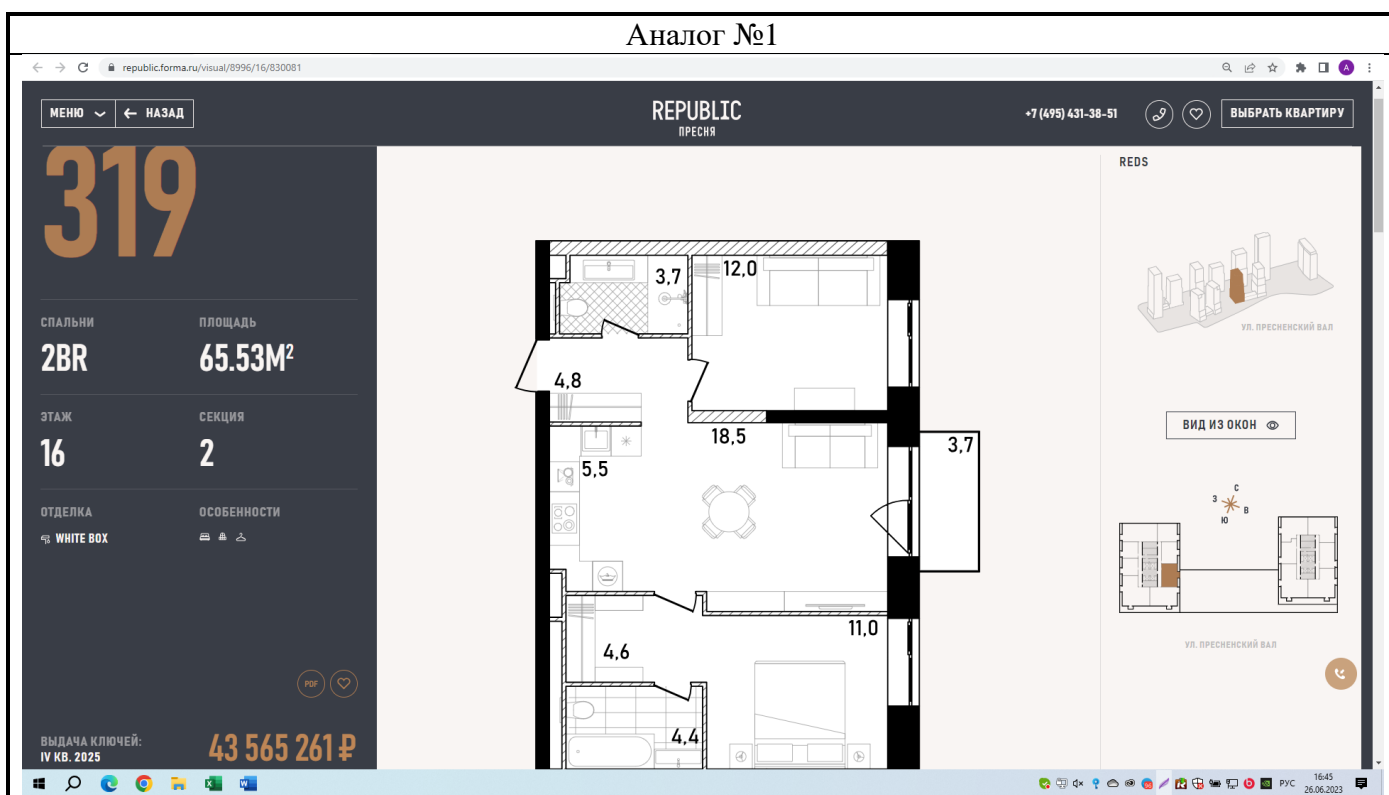 Аналог №1
republic.forma.ru/visual/8996/16/830081
A
МЕНЮ
← НАЗАД
REPUBLIC
ПРЕСНЯ
+7 (495) 431-38-51
ВЫБРАТЬ КВАРТИРУ
319
СПАЛЬНИ ПЛОЩАДЬ
2BR 65.53М²
ЭТАЖ СЕКЦИЯ
16 2
ОТДЕЛКА ОСОБЕННОСТИ
WHITE BOX
PDF
ВЫДАЧА КЛЮЧЕЙ:
IV КВ. 2025
43 565 261 ₽
3,7
12,0
4,8
18,5
3,7
5,5
11,0
4,6
4,4
REDS
УЛ. ПРЕСНЕНСКИЙ ВАЛ
ВИД ИЗ ОКОН
С
З
В
Ю
УЛ. ПРЕСНЕНСКИЙ ВАЛ
РУС
16:45
26.06.2023